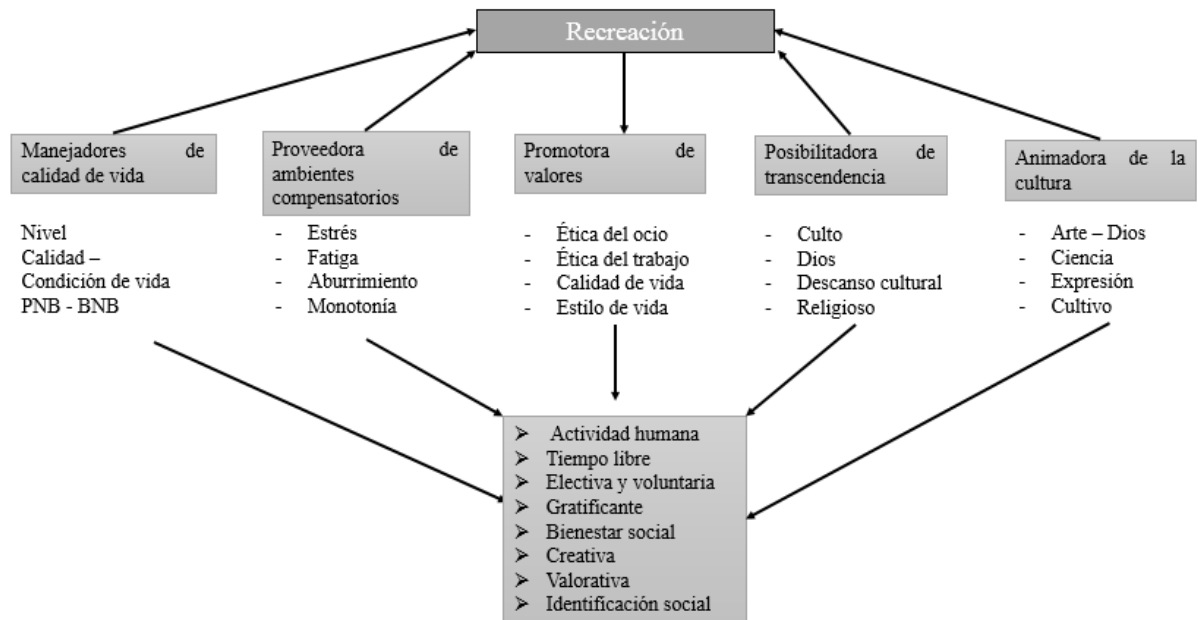 Recreación
Manejadores de
calidad de vida
Nivel
Calidad –
Condición de vida
PNB - BNB
Proveedora de
ambientes
compensatorios
- Estrés
- Fatiga
- Aburrimiento
- Monotonía
Promotora de
valores
- Ética del ocio
- Ética del trabajo
- Calidad de vida
- Estilo de vida
Posibilitadora de
transcendencia
- Culto
- Dios
- Descanso cultural
- Religioso
Animadora de la
cultura
- Arte – Dios
- Ciencia
- Expresión
- Cultivo
➢ Actividad humana
➢ Tiempo libre
➢ Electiva y voluntaria
➢ Gratificante
➢ Bienestar social
➢ Creativa
➢ Valorativa
➢ Identificación social